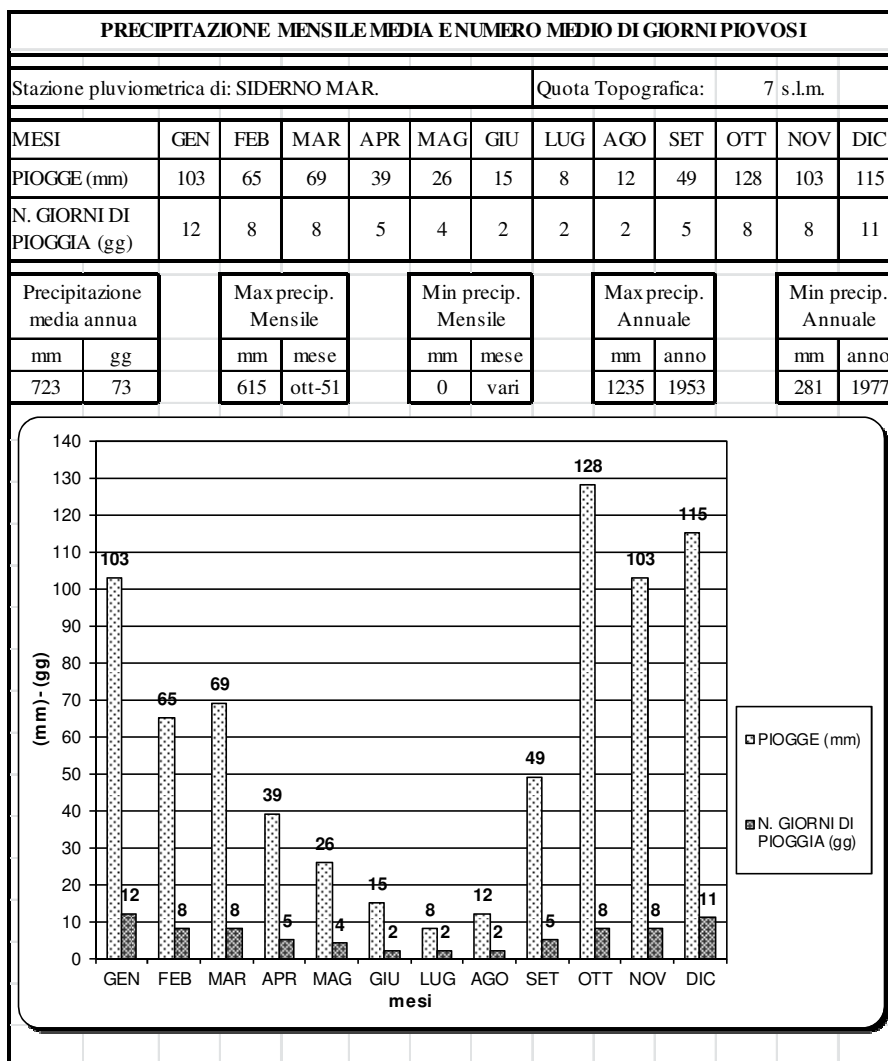 PRECIPITAZIONE MENSILE MEDIA E NUMERO MEDIO DI GIORNI PIOVOSI
Stazione pluviometrica di: SIDERNO MAR. Quota Topografica: 7 s.l.m.
MESI GEN FEB MAR APR MAG GIU LUG AGO SET OTT NOV DIC
PIOGGE (mm) 103 65 69 39 26 15 8 12 49 128 103 115
N. GIORNI DI
PIOGGIA (gg) 12 8 8 5 4 2 2 2 5 8 8 11
Precipitazione Max precip. Min precip. Max precip. Min precip.
media annua Mensile Mensile Annuale Annuale
mm gg mm mese mm mese mm anno mm anno
723 73 615 ott-51 0 vari 1235 1953 281 1977
140
130
120
110
100
90
80
70
60
50
40
30
20
10
0
(mm) - (gg)
103 65 69 39 26 15 8 12 49 128 103 115
12 8 8 5 4 2 2 2 5 8 8 11
GEN FEB MAR APR MAG GIU LUG AGO SET OTT NOV DIC
mesi
PIOGGE (mm)
N. GIORNI DI
PIOGGIA (gg)